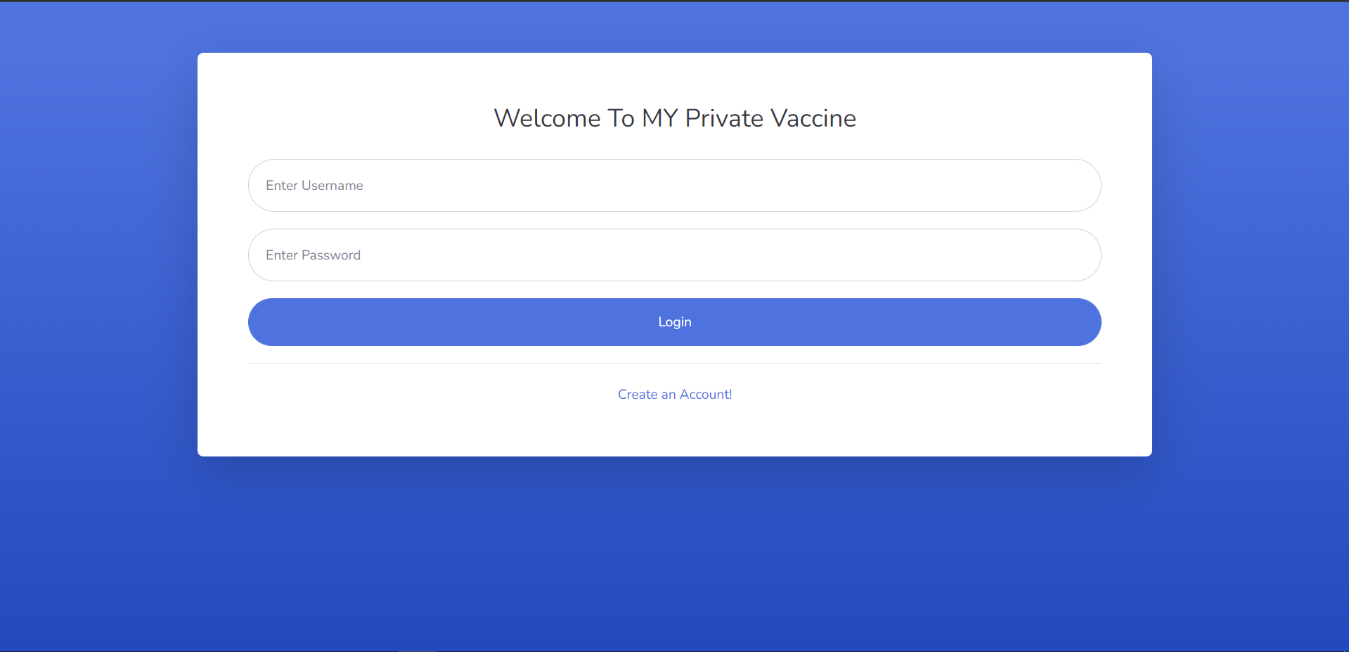 Welcome To MY Private Vaccine
Enter Username
Enter Password
Login
Create an Account!